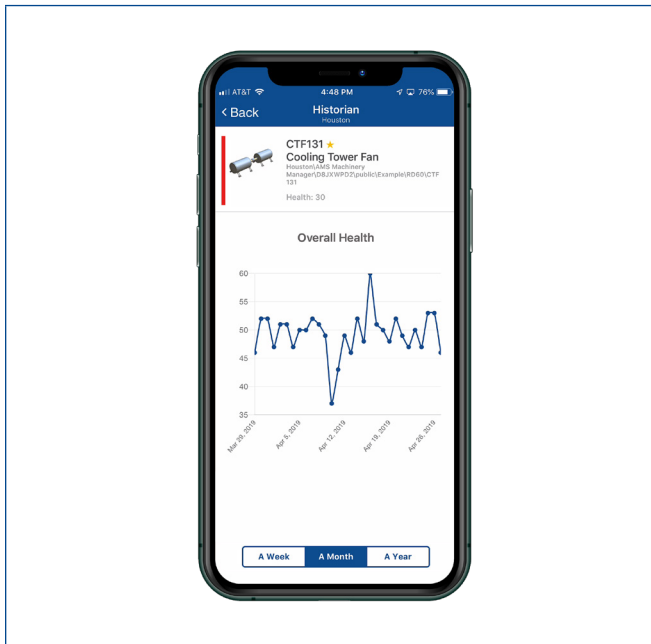 AT&T
4:48 PM
76%
Back
Historian
Houston
CTF131
Cooling Tower Fan
Houston\AMS Machinery
Manager\DBJXWPD2\public\Example\RD60\CTF
131
Health: 30
Overall Health
60
55
50
45
40
35
Mar 29, 2019
Apr 5, 2019
Apr 12, 2019
Apr 19, 2019
Apr 26, 2019
A Week
A Month
A Year